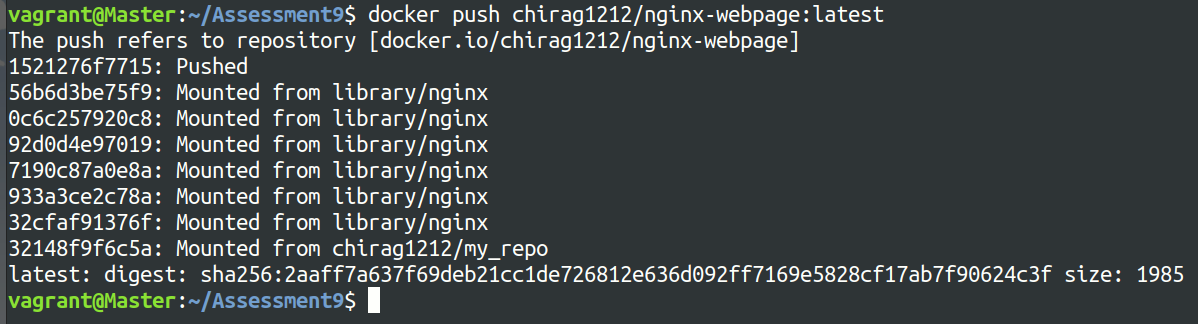 vagrant@Master:~/Assessment9$ docker push chirag1212/nginx-webpage:latest
The push refers to repository [docker.io/chirag1212/nginx-webpage]
1521276f7715: Pushed
56b6d3be75f9: Mounted from library/nginx
0c6c257920c8: Mounted from library/nginx
92d0d4e97019: Mounted from library/nginx
7190c87a0e8a: Mounted from library/nginx
933a3ce2c78a: Mounted from library/nginx
32cfaf91376f: Mounted from library/nginx
32148f9f6c5a: Mounted from chirag1212/my_repo
latest: digest: sha256:2aaff7a637f69deb21cc1de726812e636d092ff7169e5828cf17ab7f90624c3f size: 1985
vagrant@Master:~/Assessment9$